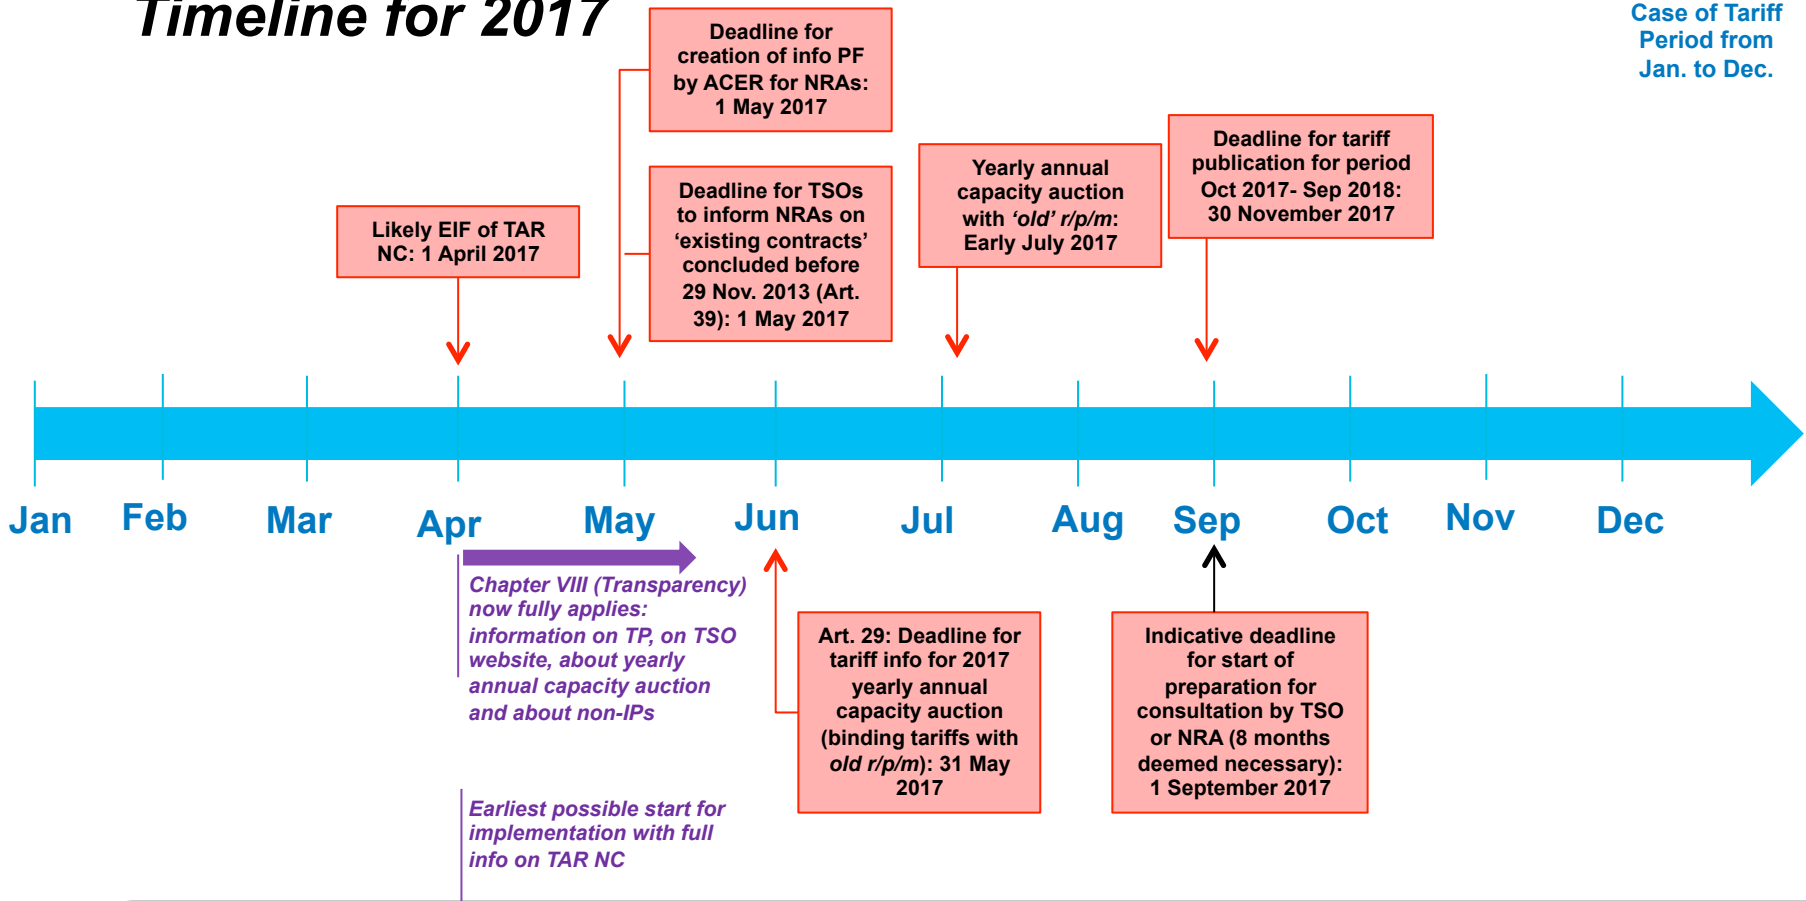 Timeline for 2017
Case of Tariff
Period from
Jan. to Dec.
Deadline for
creation of info PF
by ACER for NRAs:
1 May 2017
Deadline for TSOs
to inform NRAs on
‘existing contracts’
concluded before
29 Nov. 2013 (Art.
39): 1 May 2017
Likely EIF of TAR
NC: 1 April 2017
Yearly annual
capacity auction
with ‘old’ r/p/m:
Early July 2017
Deadline for tariff
publication for period
Oct 2017- Sep 2018:
30 November 2017
Jan
Feb
Mar
Apr
May
Jun
Jul
Aug
Sep
Oct
Nov
Dec
Chapter VIII (Transparency)
now fully applies:
information on TP, on TSO
website, about yearly
annual capacity auction
and about non-IPs
Earliest possible start for
implementation with full
info on TAR NC
Art. 29: Deadline for
tariff info for 2017
yearly annual
capacity auction
(binding tariffs with
old r/p/m): 31 May
2017
Indicative deadline
for start of
preparation for
consultation by TSO
or NRA (8 months
deemed necessary):
1 September 2017